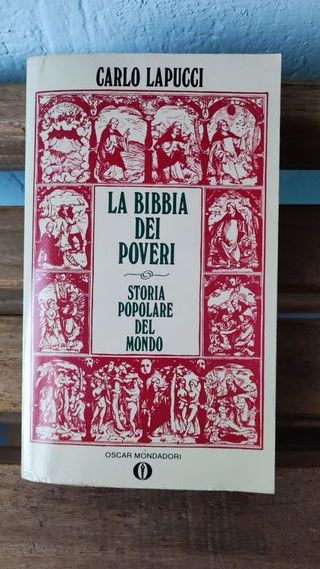 CARLO LAPUCCI
LA BIBBIA
DEI
POVERI
STORIA
POPOLARE
DEL
MONDO
OSCAR MONDADORI